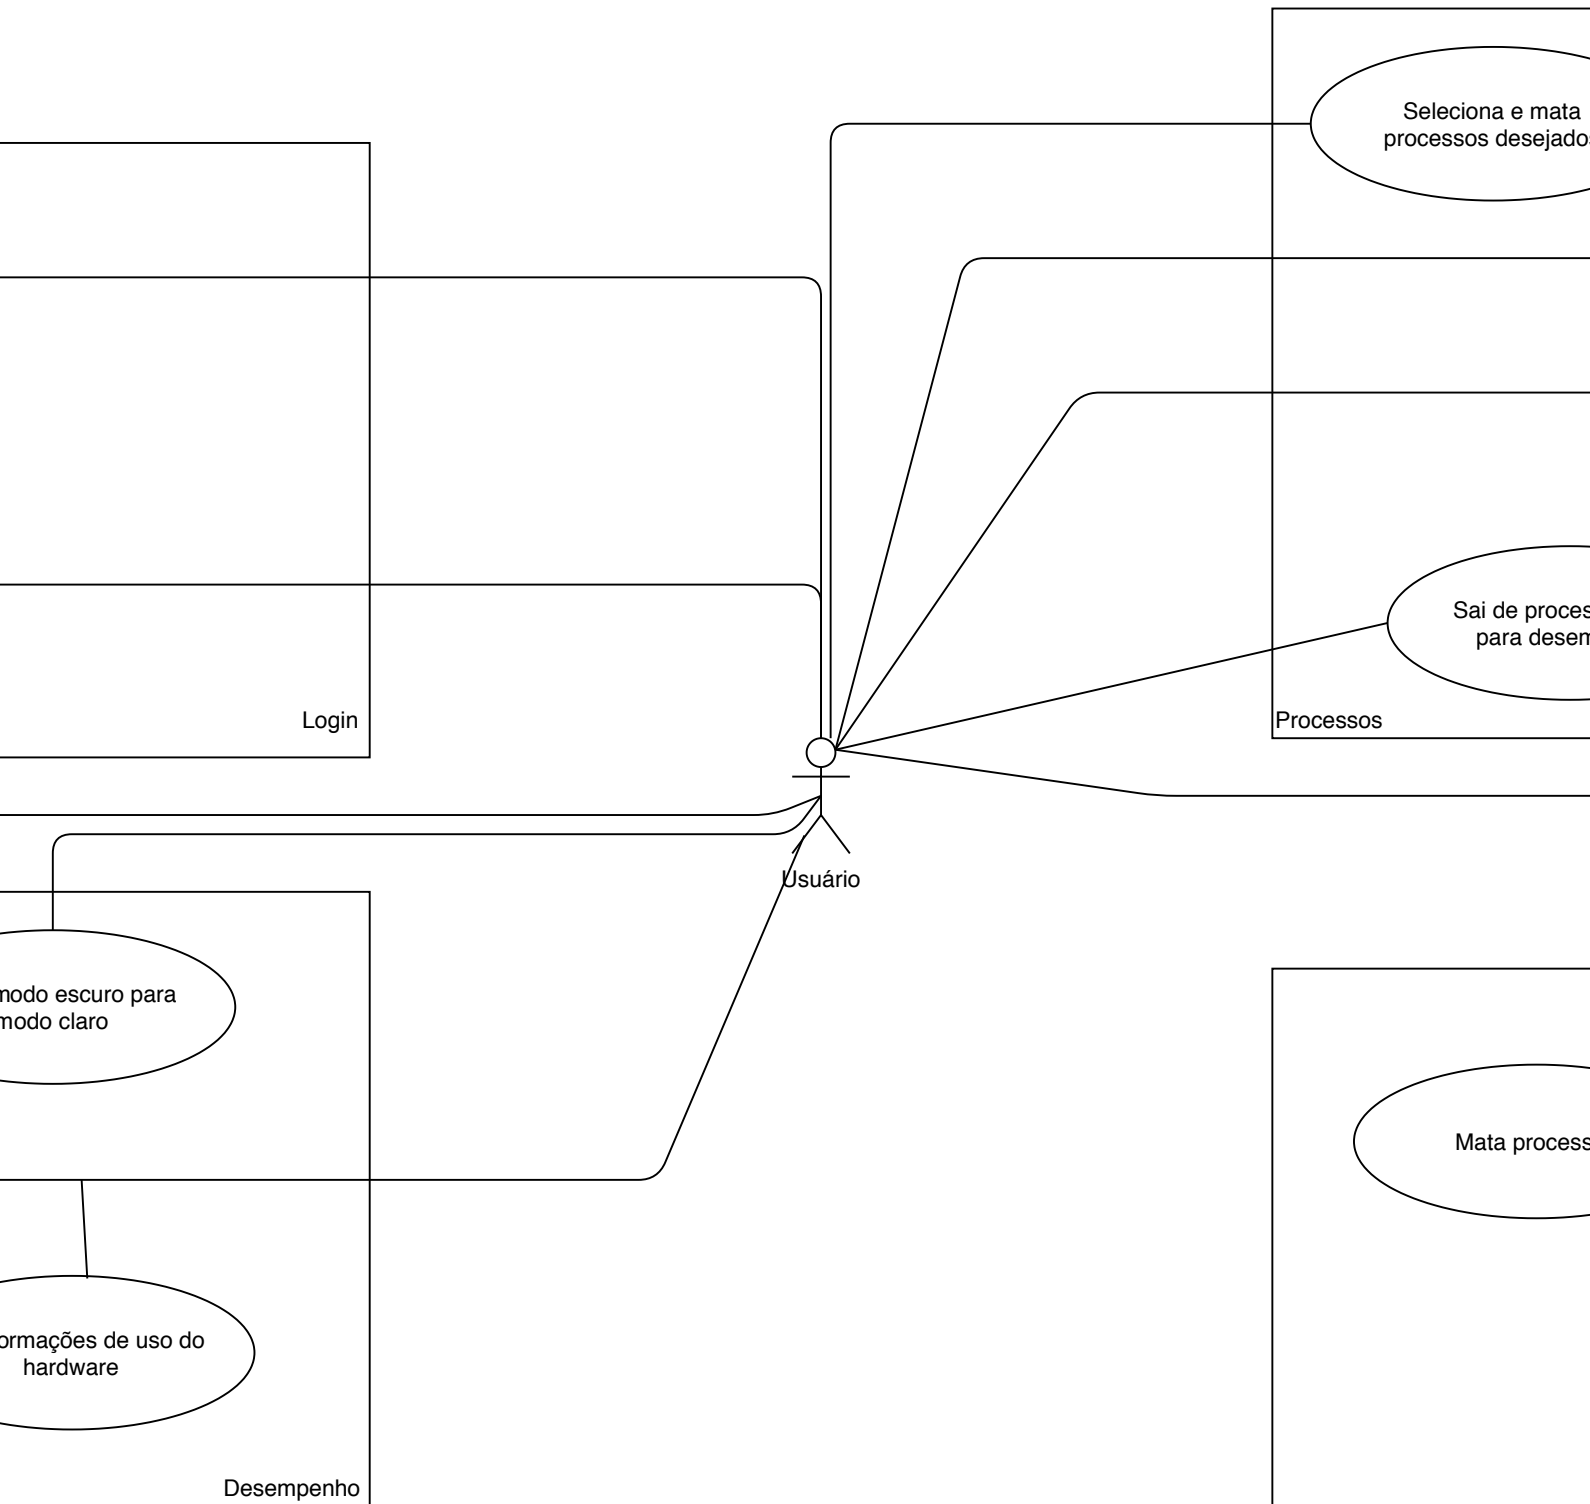 Seleciona e mata
processos desejados
Sai de proces
para desem
Login
Processos
Usuário
modo escuro para
modo claro
Mata process
ormações de uso do
hardware
Desempenho